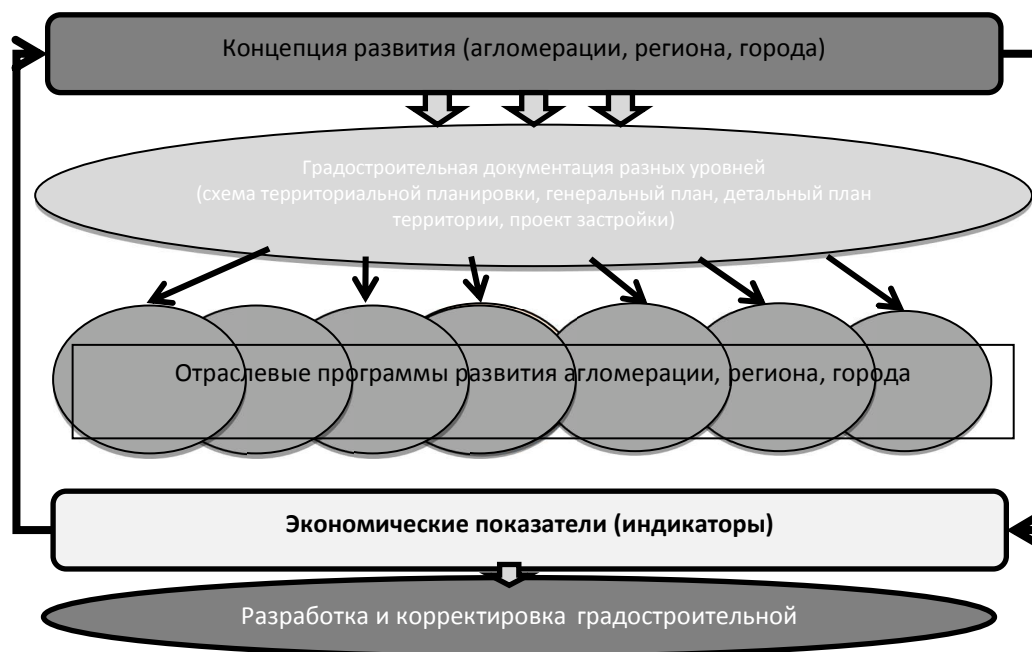 Концепция развития (агломерации, региона, города)
Градостроительная документация разных уровней
(схема территориальной планировки, генеральный план, детальный план
территории, проект застройки)
Отраслевые программы развития агломерации, региона, города
Экономические показатели (индикаторы)
Разработка и корректировка градостроительной